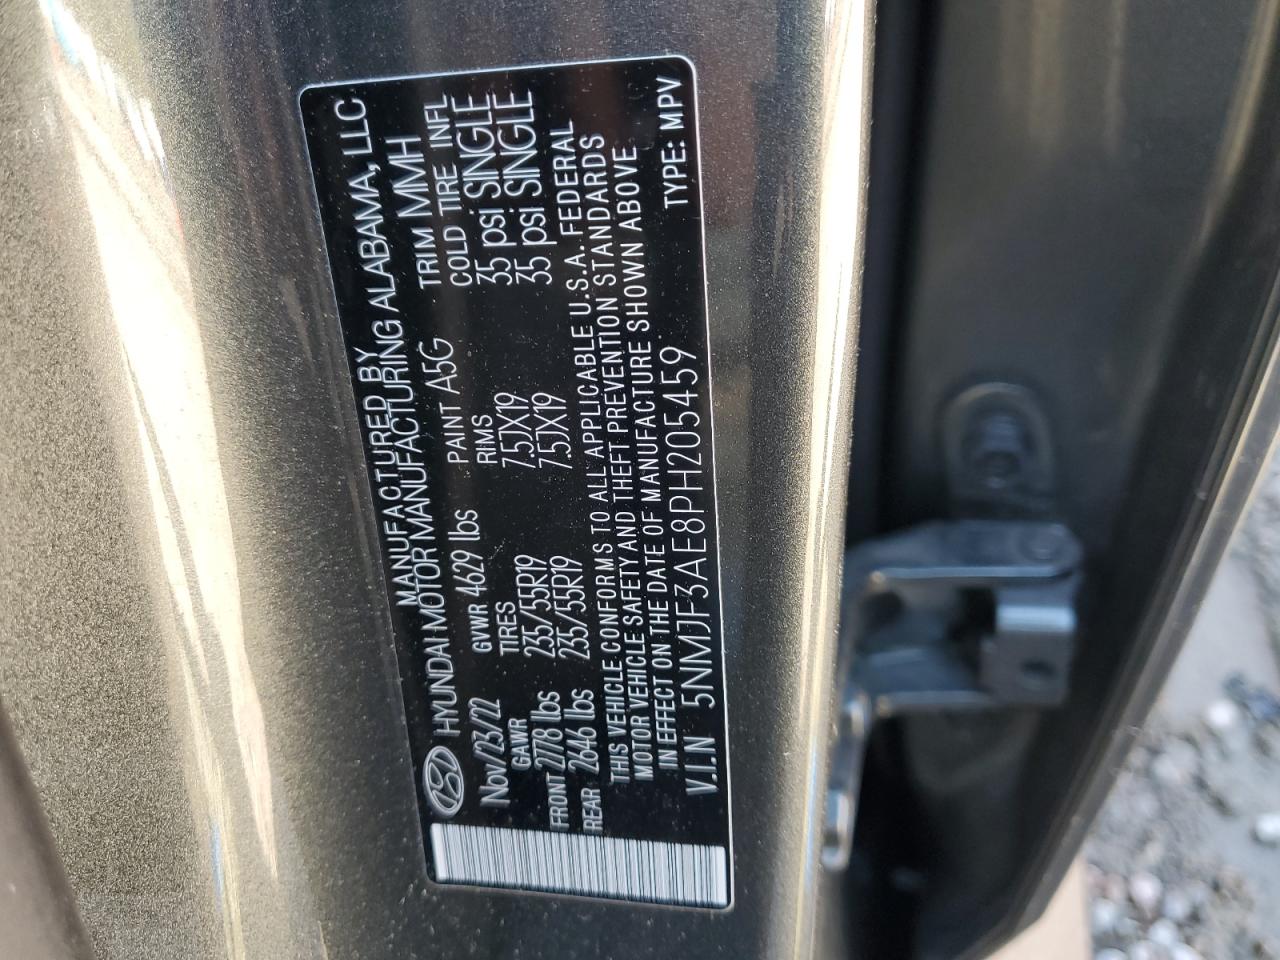 MANUFACTURED BY
HYUNDAI MOTOR MANUFACTURING ALABAMA, LLC
Nov/23/22 GVWR 4629 lbs PAINT A5G TRIM MMH
GAWR TIRES RIMS COLD TIRE INFL
FRONT 2778 lbs 235/55R19 7.5JX19 35 psi SINGLE
REAR 2646 lbs 235/55R19 7.5JX19 35 psi SINGLE
THIS VEHICLE CONFORMS TO ALL APPLICABLE U.S.A. FEDERAL
MOTOR VEHICLE SAFETY AND THEFT PREVENTION STANDARDS
IN EFFECT ON THE DATE OF MANUFACTURE SHOWN ABOVE
V.I.N 5NMJF3AE8PH205459 TYPE: MPV